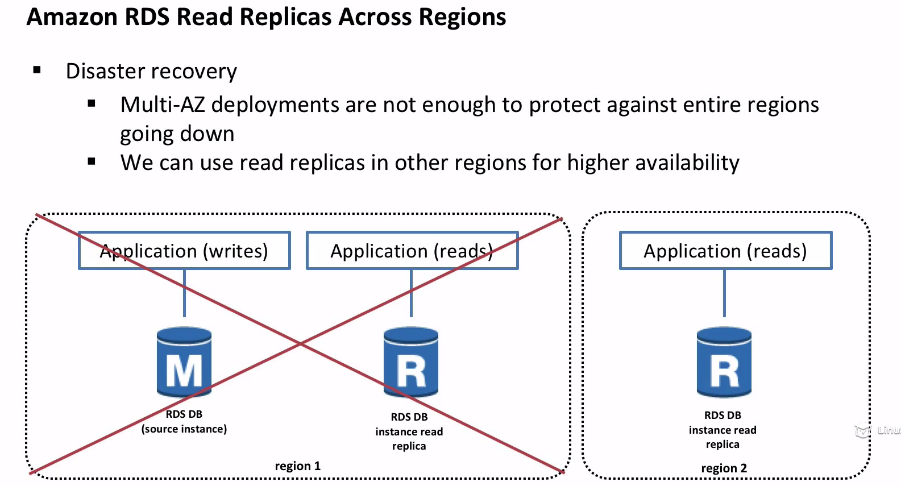 Amazon RDS Read Replicas Across Regions
Disaster recovery
Multi-AZ deployments are not enough to protect against entire regions
going down
We can use read replicas in other regions for higher availability
Application (writes)
Application (reads)
Application (reads)
M
R
R
RDS DB
(source instance)
RDS DB
instance read
replica
RDS DB
instance read
replica
region 1
region 2